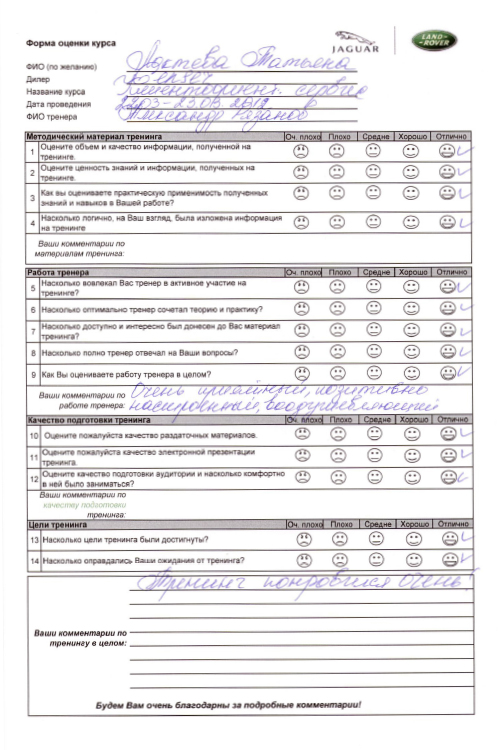 Форма оценки курса
JAGUAR
LAND-ROVER
ФИО (по желанию) Татьяна
Дилер
Название курса сервис
Дата проведения
ФИО тренера Александр Казаков
Методический материал тренинга Оч. плохо Плохо Средне Хорошо Отлично
1 Оцените объем и качество информации, полученной на
тренинге.
2 Оцените ценность знаний и информации, полученных на
тренинге.
3 Как вы оцениваете практическую применимость полученных
знаний и навыков в Вашей работе?
4 Насколько логично, на Ваш взгляд, была изложена информация
на тренинге
Ваши комментарии по
материалам тренинга:
Работа тренера Оч. плохо Плохо Средне Хорошо Отлично
5 Насколько вовлекал Вас тренер в активное участие на
тренинге?
6 Насколько оптимально тренер сочетал теорию и практику?
7 Насколько доступно и интересно был донесен до Вас материал
тренинга?
8 Насколько полно тренер отвечал на Ваши вопросы?
9 Как Вы оцениваете работу тренера в целом?
Ваши комментарии по Очень приятный, позитивно
работе тренера: настроенный, воодушевляющий
Качество подготовки тренинга Оч. плохо Плохо Средне Хорошо Отлично
10 Оцените пожалуйста качество раздаточных материалов.
11 Оцените пожалуйста качество электронной презентации
тренинга.
12 Оцените качество подготовки аудитории и насколько комфортно
в ней было заниматься?
Ваши комментарии по
качеству подготовки
тренинга:
Цели тренинга Оч. плохо Плохо Средне Хорошо Отлично
13 Насколько цели тренинга были достигнуты?
14 Насколько оправдались Ваши ожидания от тренинга?
Тренинг понравился очень!
Ваши комментарии по
тренингу в целом:
Будем Вам очень благодарны за подробные комментарии!